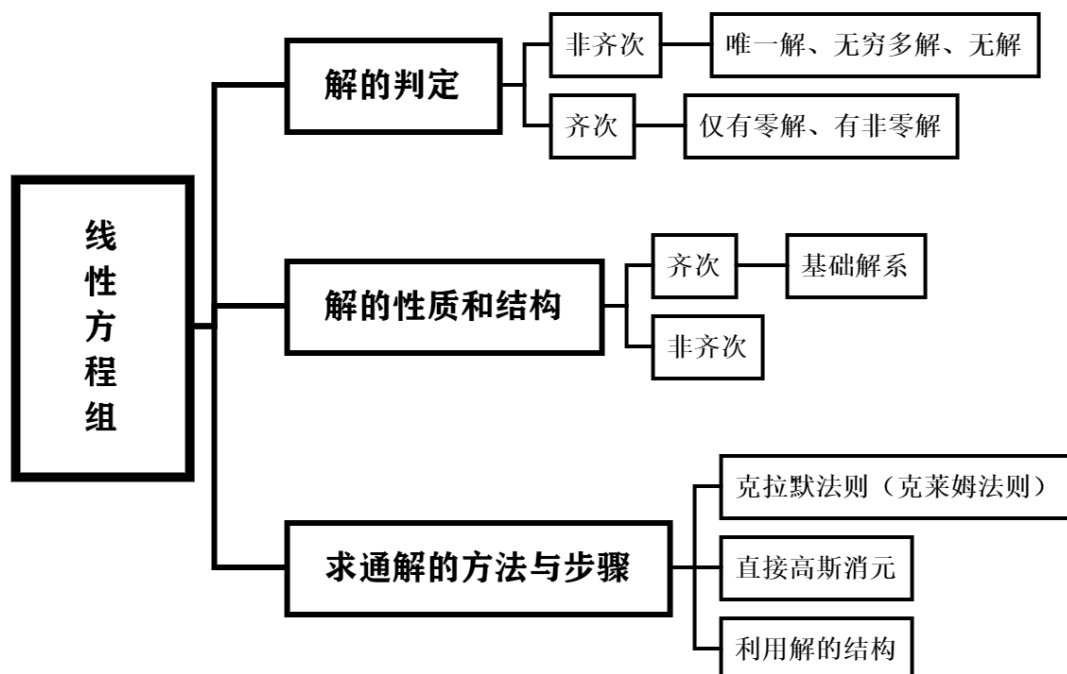 线性方程组
解的判定
非齐次
唯一解、无穷多解、无解
齐次
仅有零解、有非零解
解的性质和结构
齐次
基础解系
非齐次
求通解的方法与步骤
克拉默法则（克莱姆法则）
直接高斯消元
利用解的结构